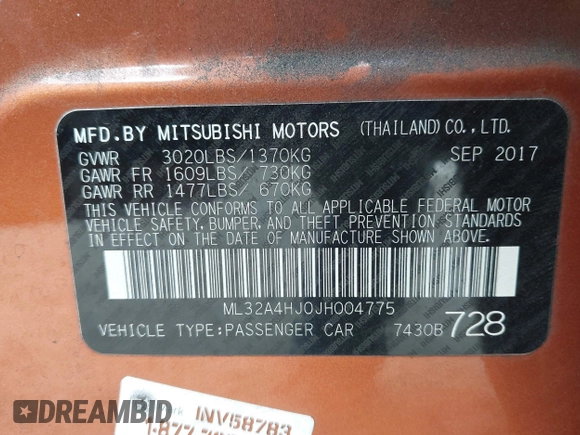 MFD.BY MITSUBISHI MOTORS (THAILAND) CO.,LTD.
GVWR 3020LBS/1370KG SEP 2017
GAWR FR 1609LBS/ 730KG
GAWR RR 1477LBS/ 670KG
THIS VEHICLE CONFORMS TO ALL APPLICABLE FEDERAL MOTOR
VEHICLE SAFETY, BUMPER, AND THEFT PREVENTION STANDARDS
IN EFFECT ON THE DATE OF MANUFACTURE SHOWN ABOVE.
ML32A4HJ0JH004775
VEHICLE TYPE:PASSENGER CAR 7430B 728
INV58783
DREAMBID